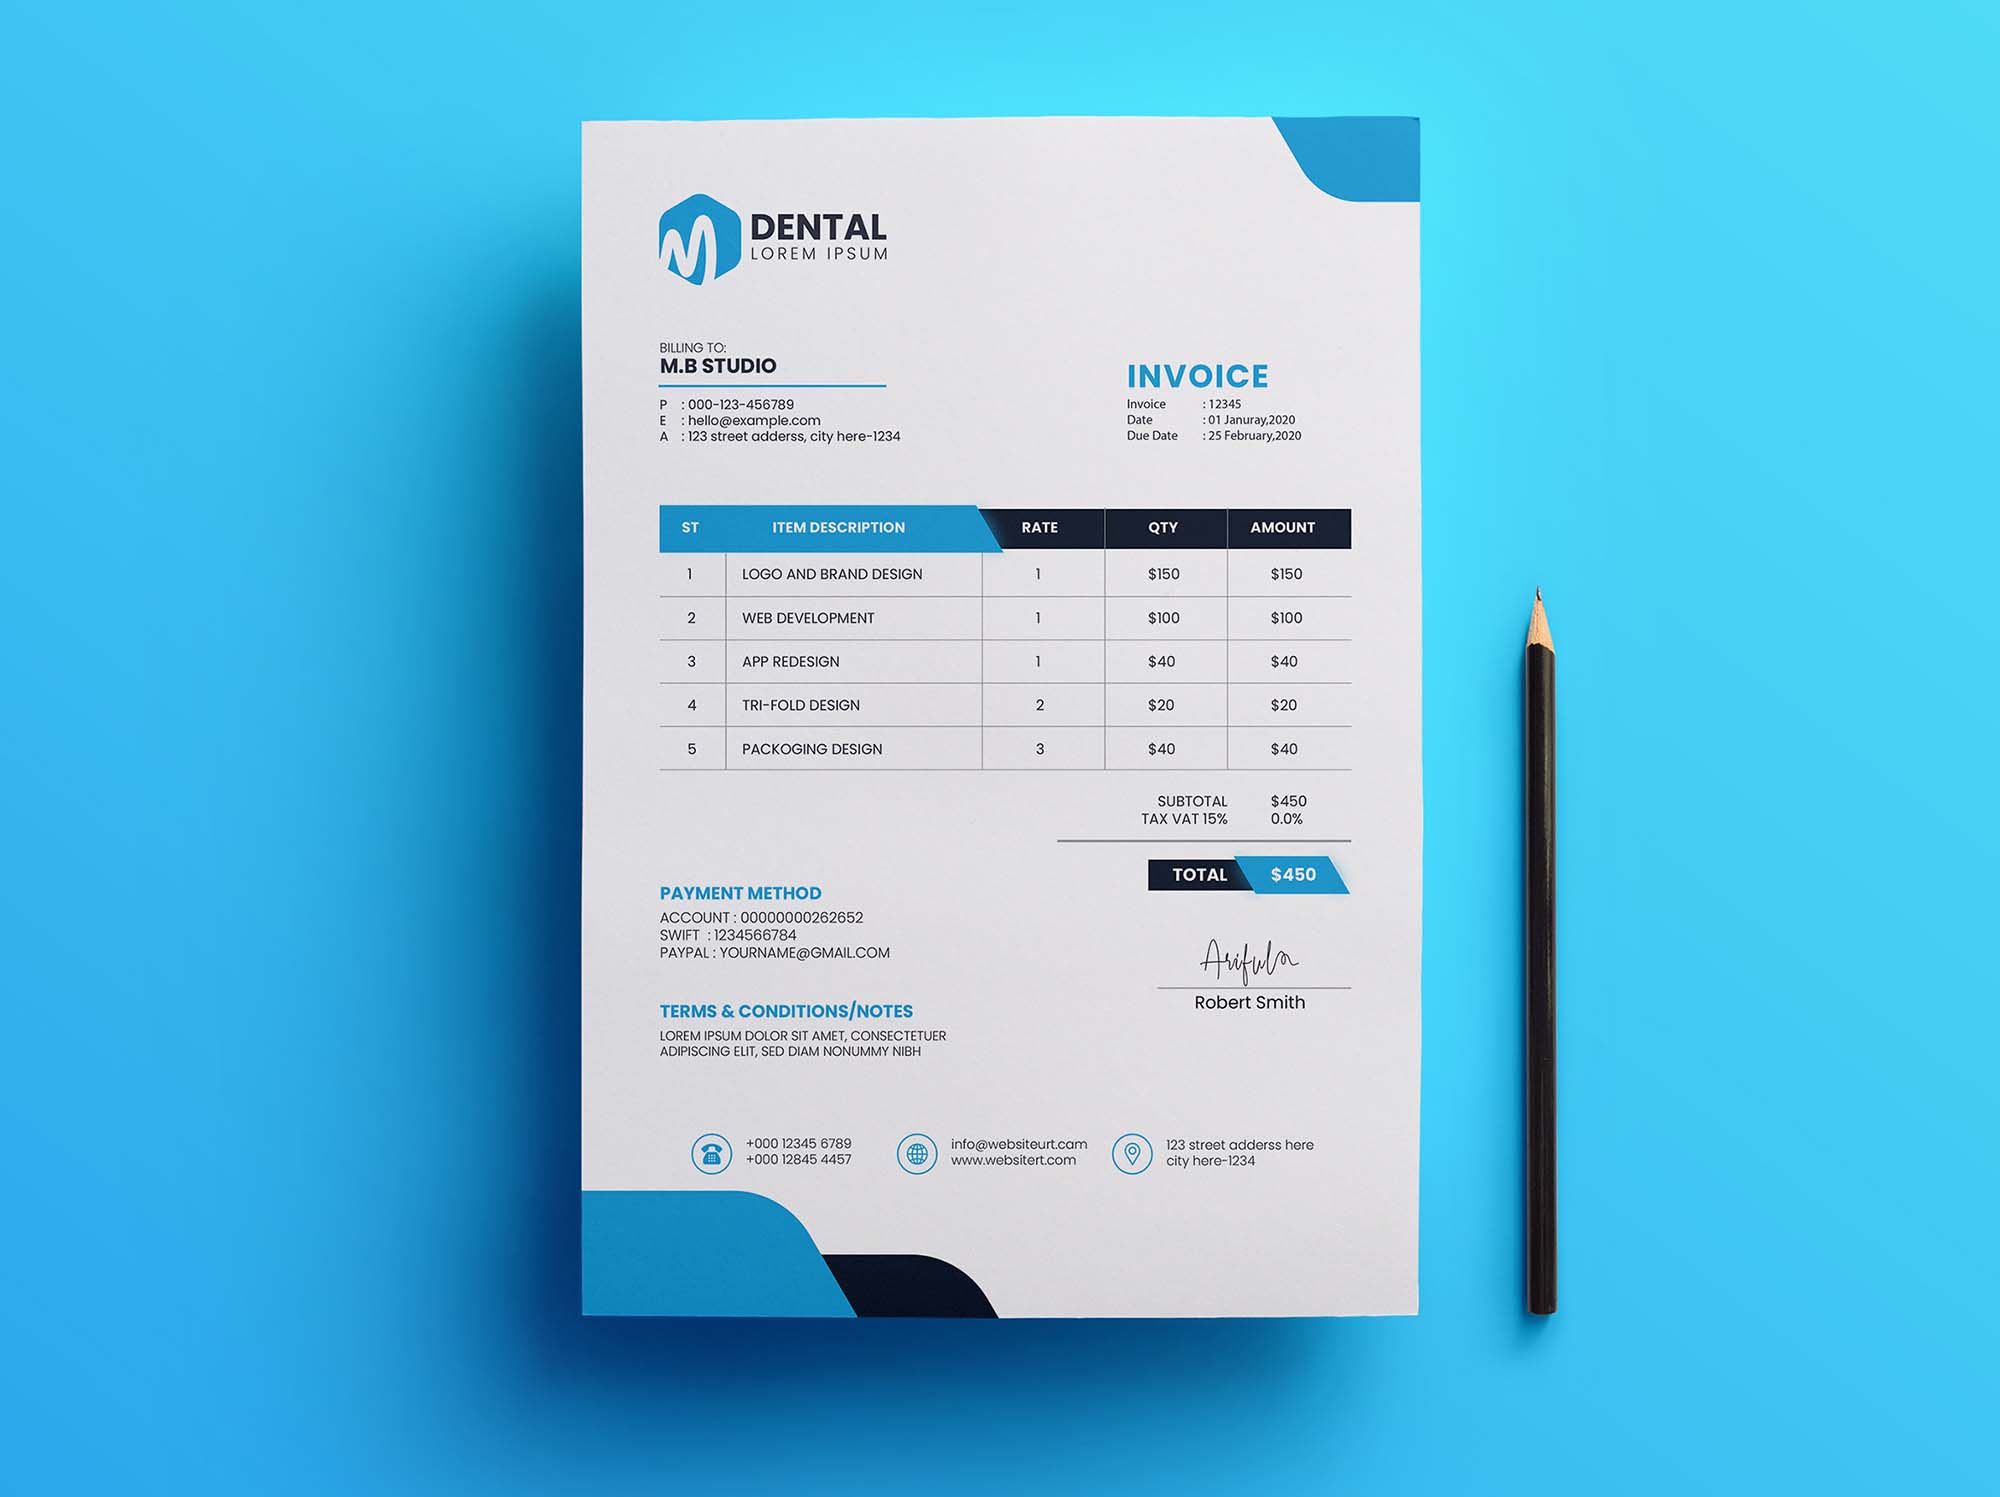 DENTAL
LOREM IPSUM
BILLING TO:
M.B STUDIO
P : 000-123-456789
E : hello@example.com
A : 123 street adderss, city here-1234
INVOICE
Invoice : 12345
Date : 01 Januray,2020
Due Date : 25 February,2020
ST ITEM DESCRIPTION RATE QTY AMOUNT
1 LOGO AND BRAND DESIGN 1 $150 $150
2 WEB DEVELOPMENT 1 $100 $100
3 APP REDESIGN 1 $40 $40
4 TRI-FOLD DESIGN 2 $20 $20
5 PACKOGING DESIGN 3 $40 $40
SUBTOTAL $450
TAX VAT 15% 0.0%
TOTAL $450
PAYMENT METHOD
ACCOUNT : 00000000262652
SWIFT : 1234566784
PAYPAL : YOURNAME@GMAIL.COM
Robert Smith
TERMS & CONDITIONS/NOTES
LOREM IPSUM DOLOR SIT AMET, CONSECTETUER
ADIPISCING ELIT, SED DIAM NONUMMY NIBH
+000 12345 6789
+000 12845 4457
info@websiteurt.cam
www.websitert.com
123 street adderss here
city here-1234